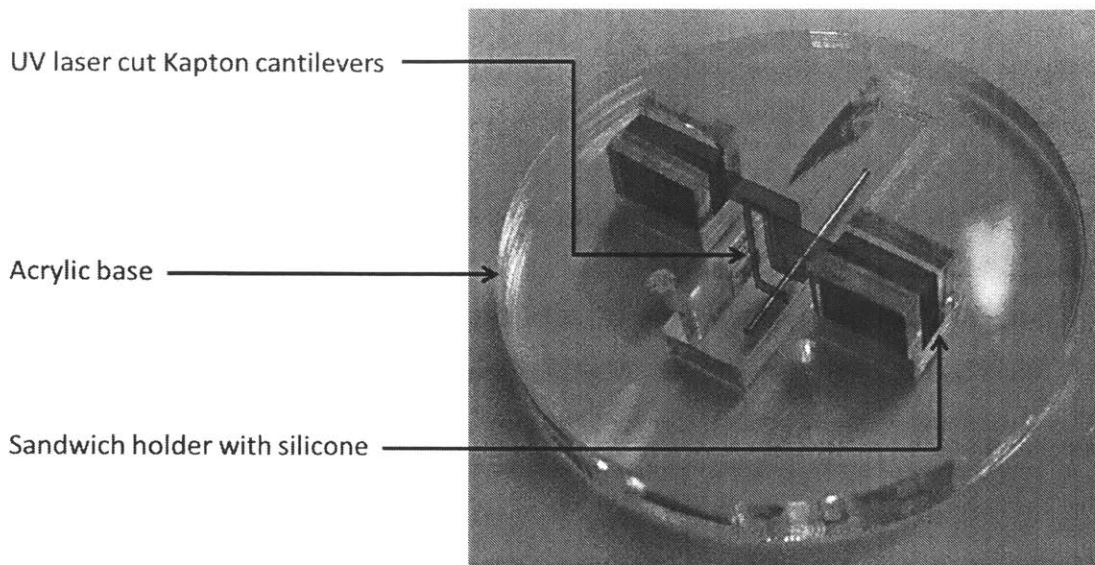 UV laser cut Kapton cantilevers
Acrylic base
Sandwich holder with silicone